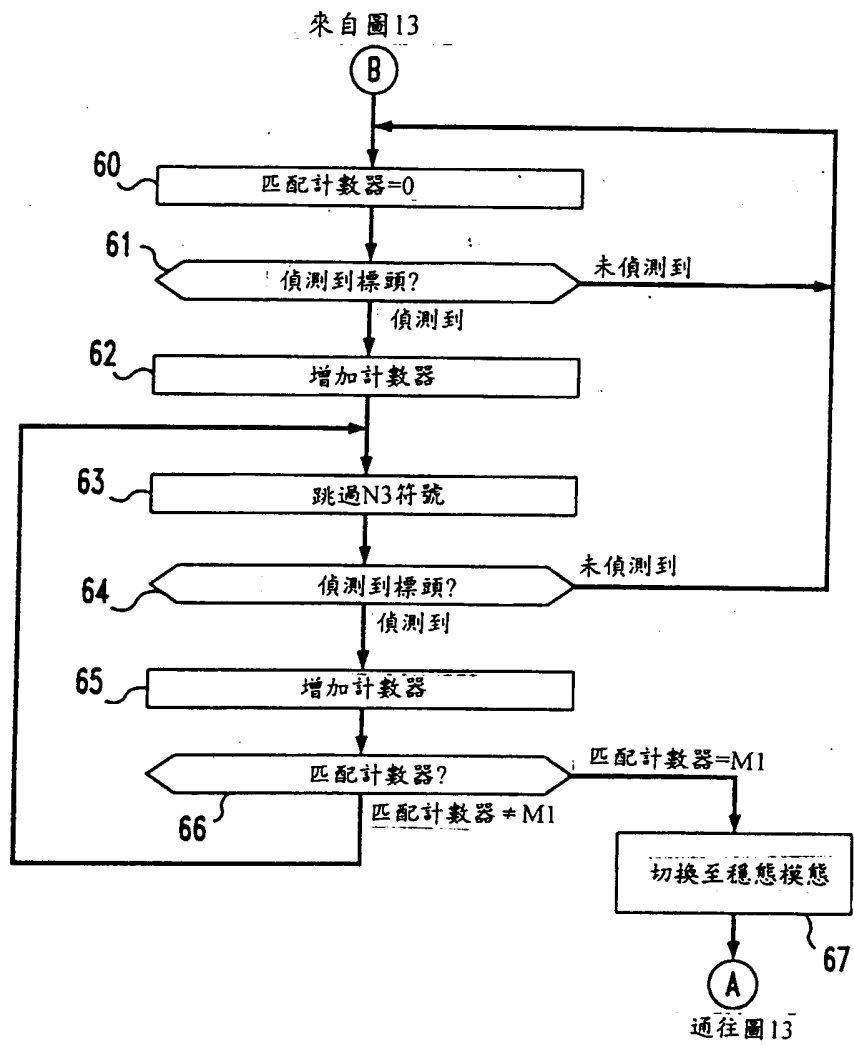 來自圖13
B
60
匹配計數器=0
61
偵測到標頭?
未偵測到
偵測到
62
增加計數器
63
跳過N3符號
64
偵測到標頭?
未偵測到
偵測到
65
增加計數器
66
匹配計數器?
匹配計數器=M1
匹配計數器≠M1
切換至穩態模態
67
A
通往圖13